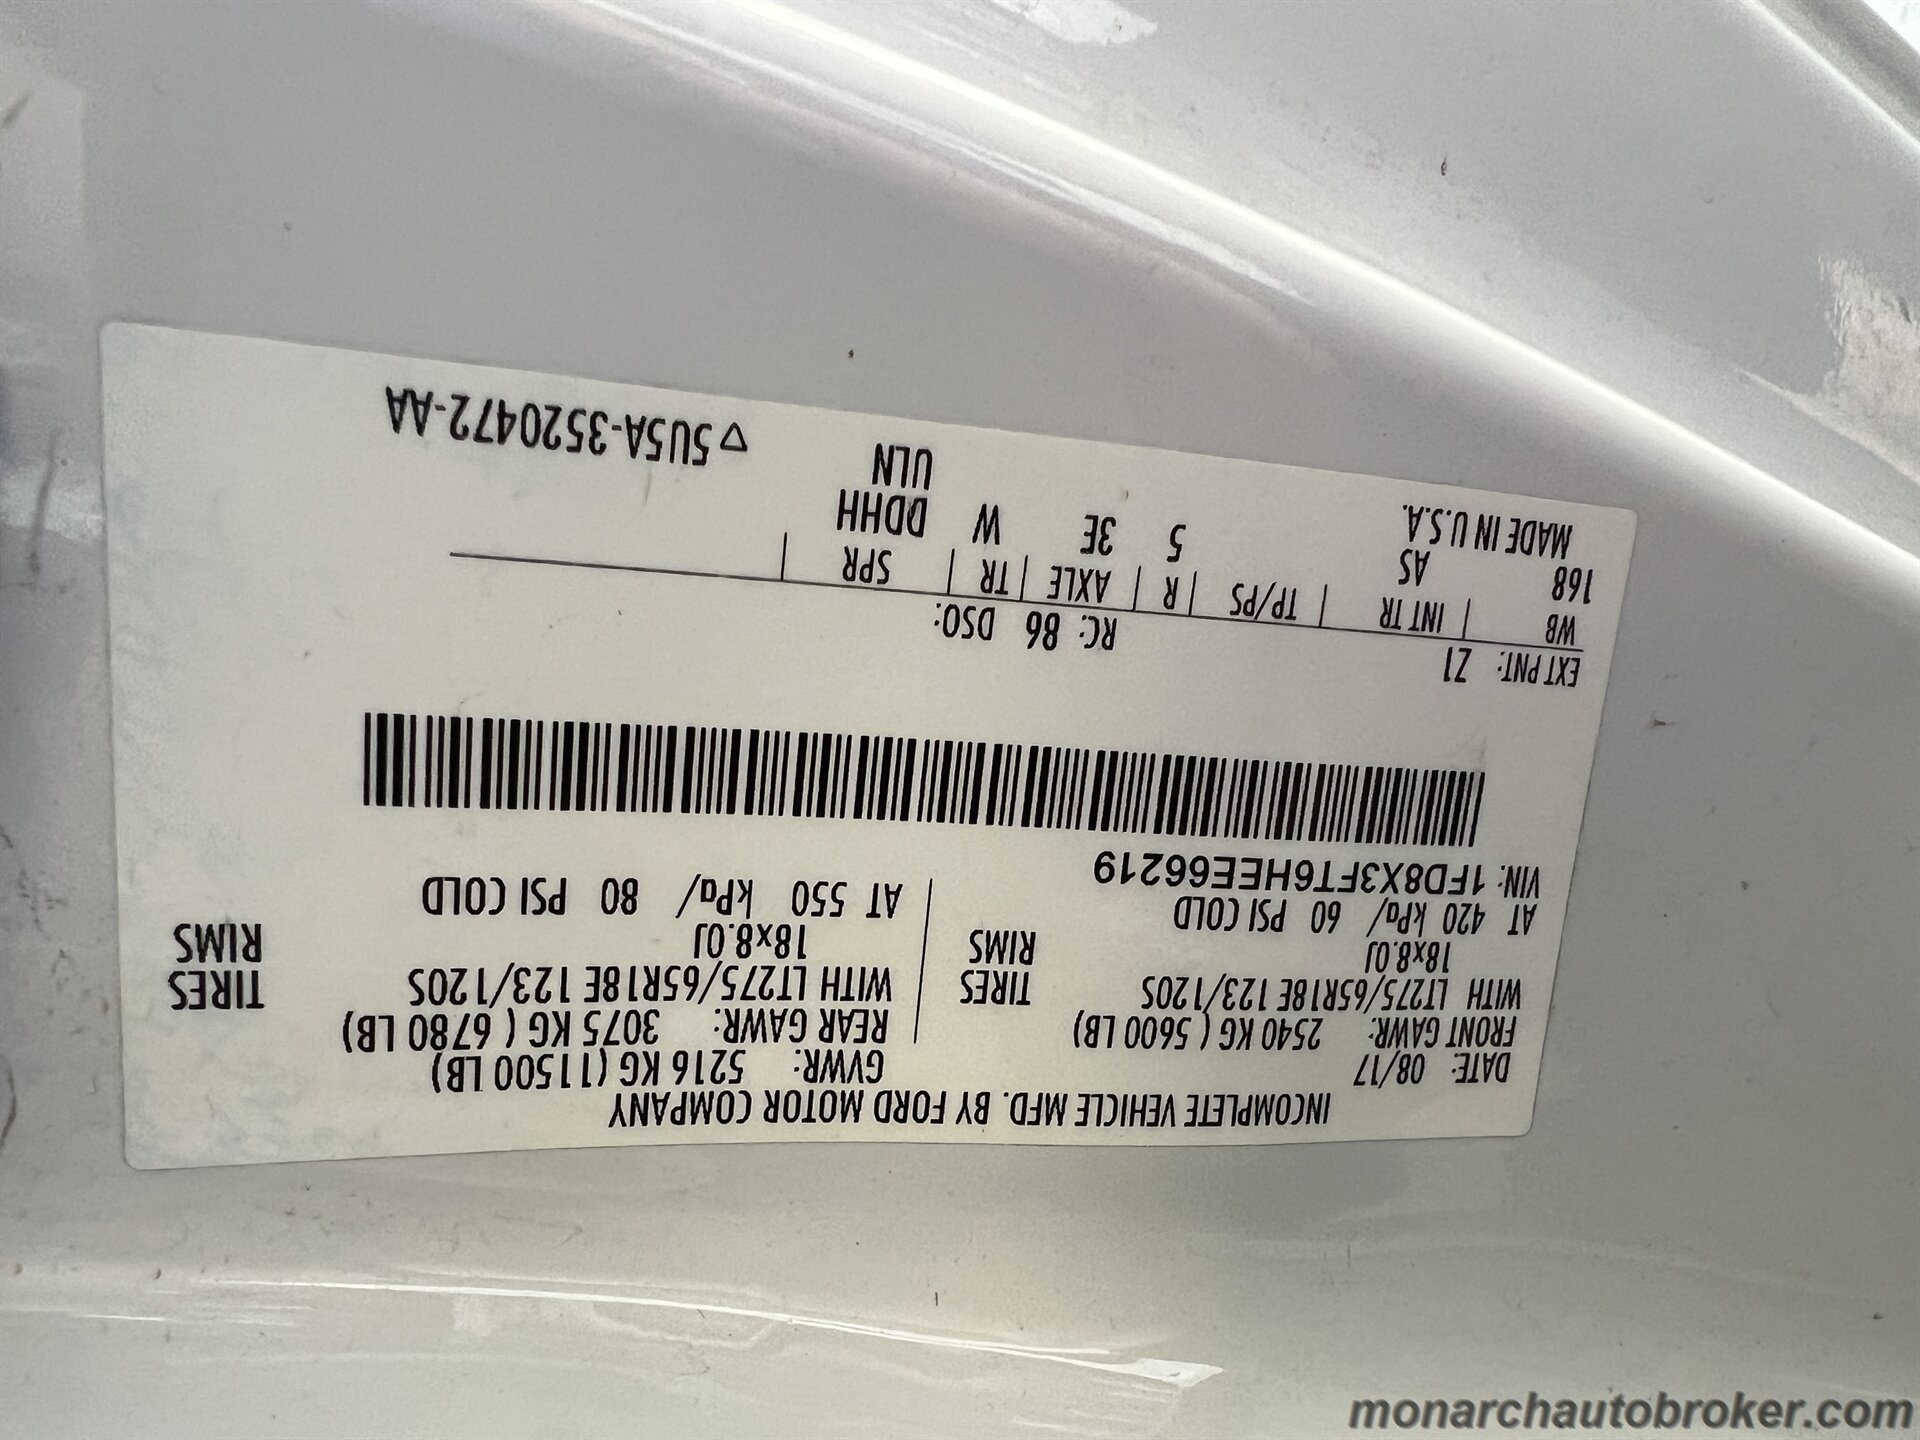 INCOMPLETE VEHICLE MFD. BY FORD MOTOR COMPANY
DATE: 08/17
GVWR: 5216 KG (11500 LB)
FRONT GAWR: 2540 KG ( 5600 LB)
REAR GAWR: 3075 KG ( 6780 LB)
WITH LT275/65R18E 123/120S TIRES
WITH LT275/65R18E 123/120S TIRES
18x8.0J RIMS
18x8.0J RIMS
AT 420 kPa/ 60 PSI COLD
AT 550 kPa/ 80 PSI COLD
VIN: 1FD8X3FT6HEE66219
EXT PNT: Z1
RC: 86 DSO:
WB | INT TR | TP/PS | R | AXLE | TR | SPR
168 AS 5 3E W DDHH
MADE IN U.S.A.
ULN
▽5U5A-3520472-AA
monarchautobroker.com